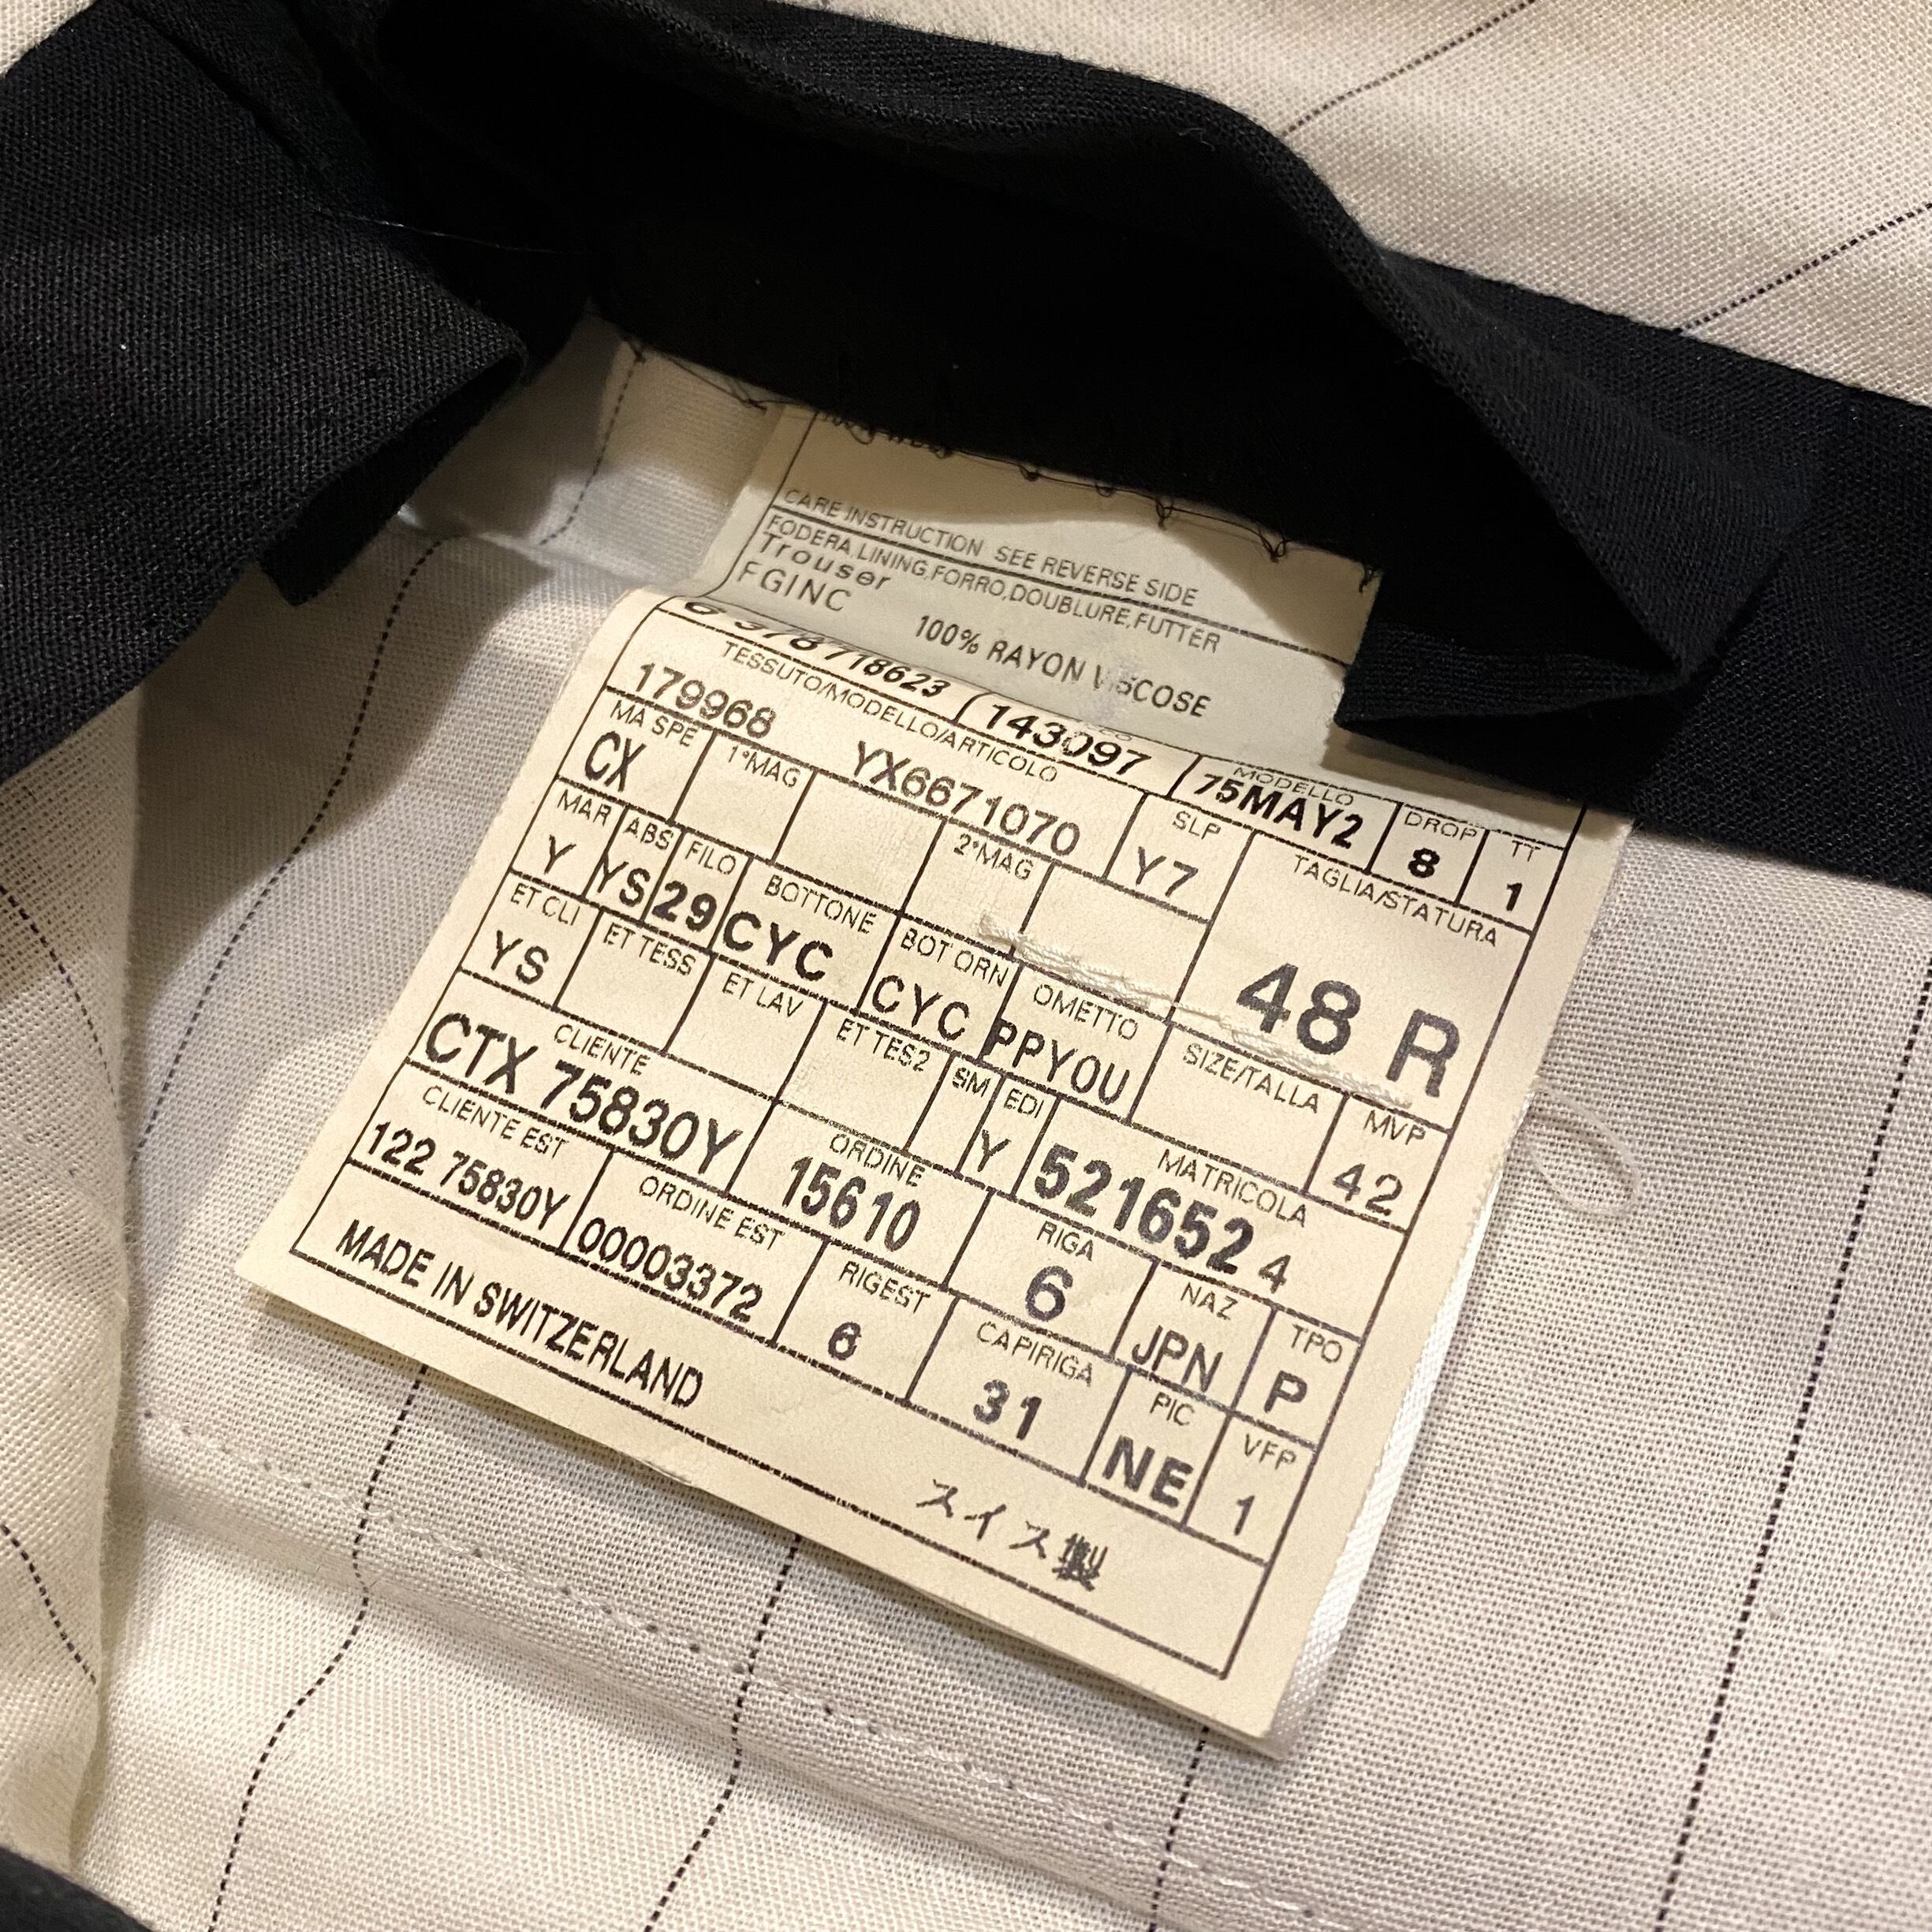 CARE INSTRUCTION SEE REVERSE SIDE
FODERA,LINING,FORRO,DOUBLURE,FUTTER
Trouser
FGINC 100% RAYON VISCOSE
718623 143097
MODELLO DROP TT
75MAY2 8 1
TESSUTO/MODELLO/ARTICOLO SLP TAGLIA/STATURA
179968 YX6671070 Y7 48 R
MA SPE 1*MAG 2*MAG
CX
MAR ABS FILO BOTTONE BOT ORN OMETTO SIZE/TALLA MVP
Y YS 29 CYC CYC PPYOU 42
ET CLI ET TESS ET LAV ET TES2 SM EDI MATRICOLA
YS Y 521652 4
CLIENTE ORDINE RIGA NAZ TPO
CTX 75830Y 15610 6 JPN P
CLIENTE EST ORDINE EST RIGEST CAPIRIGA PIC VFP
122 75830Y 00003372 6 31 NE 1
MADE IN SWITZERLAND
スイス製